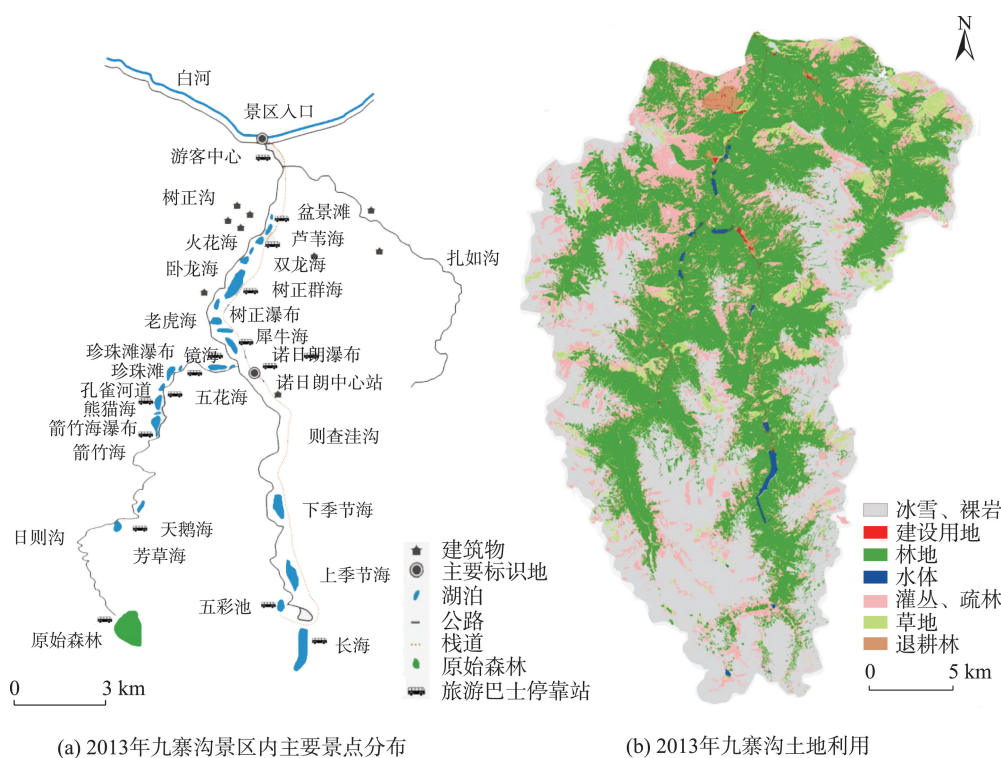 白河
景区入口
游客中心
树正沟
盆景滩
火花海
芦苇海
扎如沟
卧龙海
双龙海
树正群海
老虎海
树正瀑布
犀牛海
珍珠滩瀑布
镜海
诺日朗瀑布
珍珠滩
诺日朗中心站
孔雀河道
五花海
熊猫海
箭竹海瀑布
箭竹海
则查洼沟
下季节海
日则沟
天鹅海
芳草海
上季节海
五彩池
原始森林
长海
建筑物
主要标识地
湖泊
公路
栈道
原始森林
旅游巴士停靠站
0 3 km
(a) 2013年九寨沟景区内主要景点分布
N
冰雪、裸岩
建设用地
林地
水体
灌丛、疏林
草地
退耕林
0 5 km
(b) 2013年九寨沟土地利用